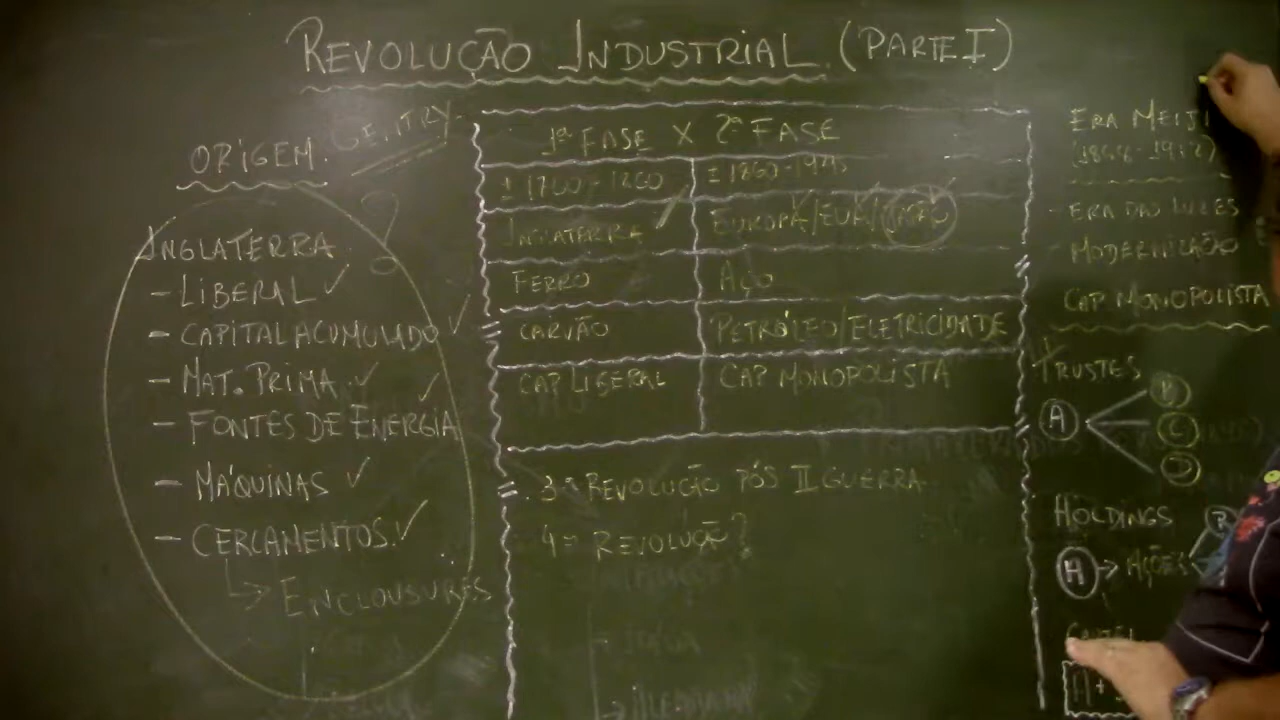 REVOLUÇÃO INDUSTRIAL. (PARTE I)
ORIGEM. GENTRY
?
INGLATERRA
- LIBERAL ✓
- CAPITAL ACUMULADO ✓
- MAT. PRIMA ✓
- FONTES DE ENERGIA ✓
- MÁQUINAS ✓
- CERCAMENTOS. ✓
↳ ENCLOUSURES
1ª FASE X 2ª FASE
± 1760 - 1860 ± 1860 - 1945
INGLATERRA EUROPA/EUA/JAPÃO
FERRO AÇO
CARVÃO PETRÓLEO/ELETRICIDADE
CAP LIBERAL CAP MONOPOLISTA
3ª REVOLUÇÃO PÓS II GUERRA
4ª REVOLUÇÃO?
ERA MEIJI
(1868-1912)
- ERA DAS LUZES
- MODERNIZAÇÃO
CAP MONOPOLISTA
TRUSTES
A B
C
D
HOLDINGS
A → AÇÕES B
A +